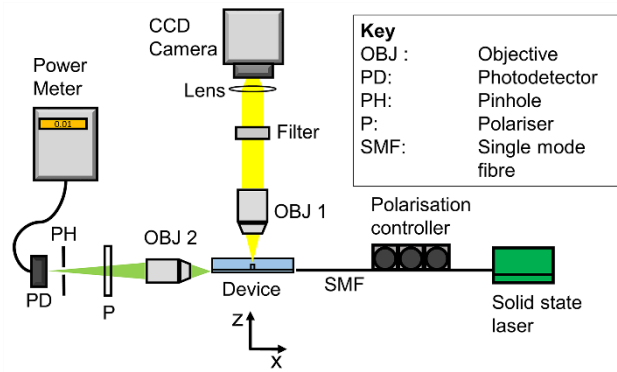 CCD
Camera
Power
Meter
0.01
Lens
Filter
OBJ 1
PH
OBJ 2
PD
P
Device
SMF
Polarisation
controller
Solid state
laser
Z
X
Key
OBJ : Objective
PD: Photodetector
PH: Pinhole
P: Polariser
SMF: Single mode
fibre